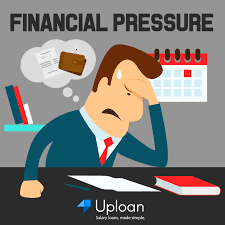 FINANCIAL PRESSURE
Uploan
Salary loans, made simple.